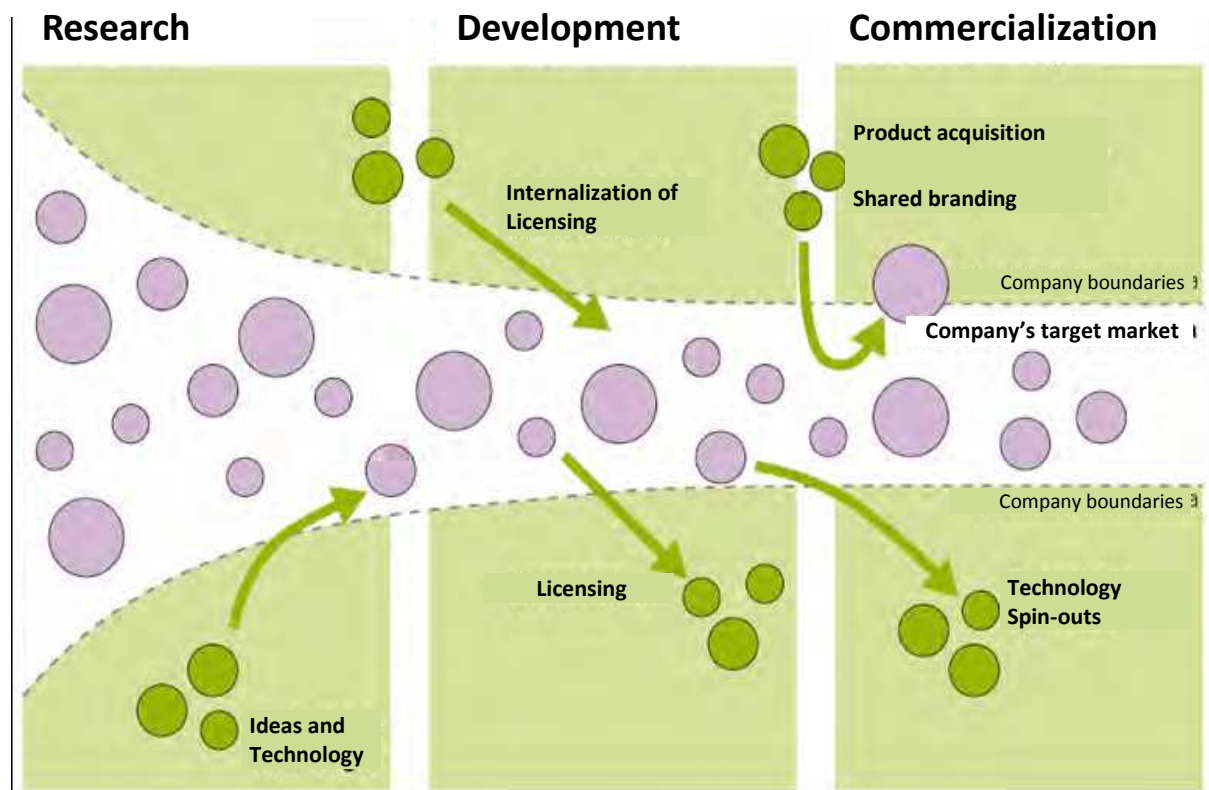 Research
Development
Commercialization
Product acquisition
Internalization of
Licensing
Shared branding
Company boundaries
Company's target market
Company boundaries
Licensing
Technology
Spin-outs
Ideas and
Technology